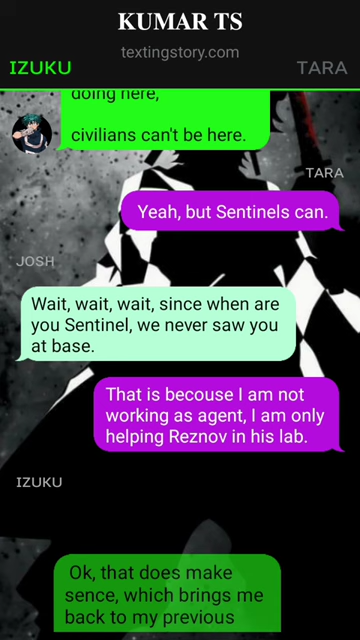 KUMAR TS
textingstory.com
IZUKU
TARA
doing here,
civilians can't be here.
TARA
Yeah, but Sentinels can.
JOSH
Wait, wait, wait, since when are
you Sentinel, we never saw you
at base.
That is becouse I am not
working as agent, I am only
helping Reznov in his lab.
IZUKU
Ok, that does make
sence, which brings me
back to my previous